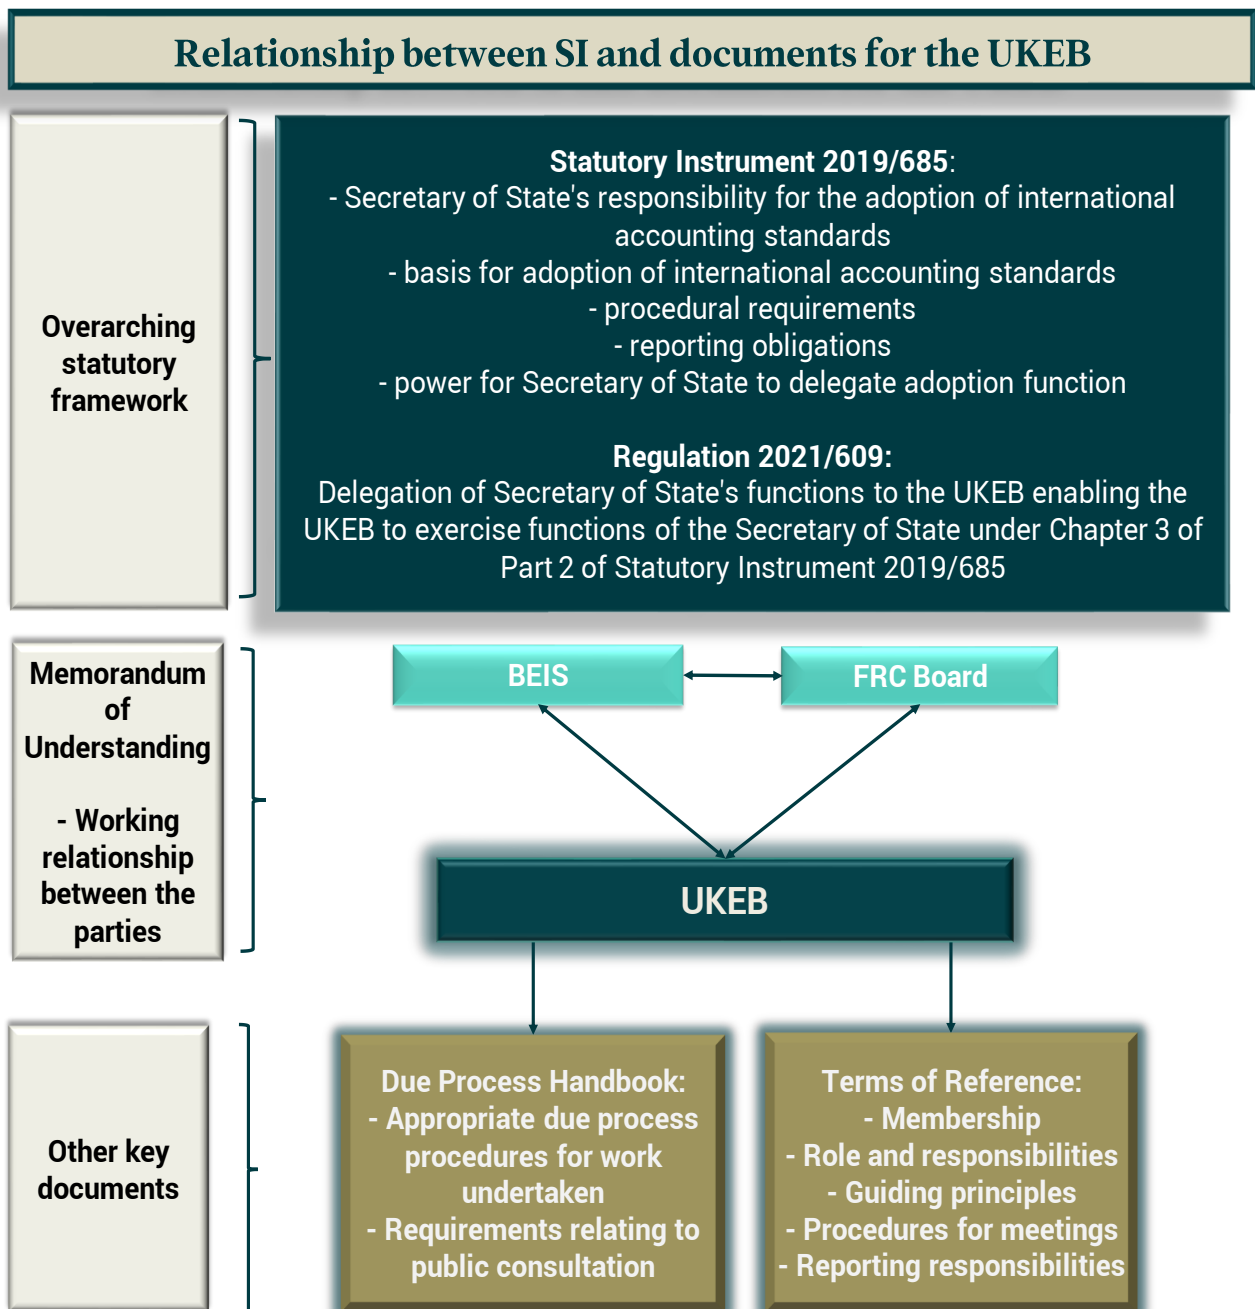 Relationship between SI and documents for the UKEB
Overarching
statutory
framework
Statutory Instrument 2019/685:
- Secretary of State's responsibility for the adoption of international
accounting standards
- basis for adoption of international accounting standards
- procedural requirements
- reporting obligations
- power for Secretary of State to delegate adoption function
Regulation 2021/609:
Delegation of Secretary of State's functions to the UKEB enabling the
UKEB to exercise functions of the Secretary of State under Chapter 3 of
Part 2 of Statutory Instrument 2019/685
Memorandum
of
Understanding
- Working
relationship
between the
parties
BEIS
FRC Board
UKEB
Other key
documents
Due Process Handbook:
- Appropriate due process
procedures for work
undertaken
- Requirements relating to
public consultation
Terms of Reference:
- Membership
- Role and responsibilities
- Guiding principles
- Procedures for meetings
- Reporting responsibilities